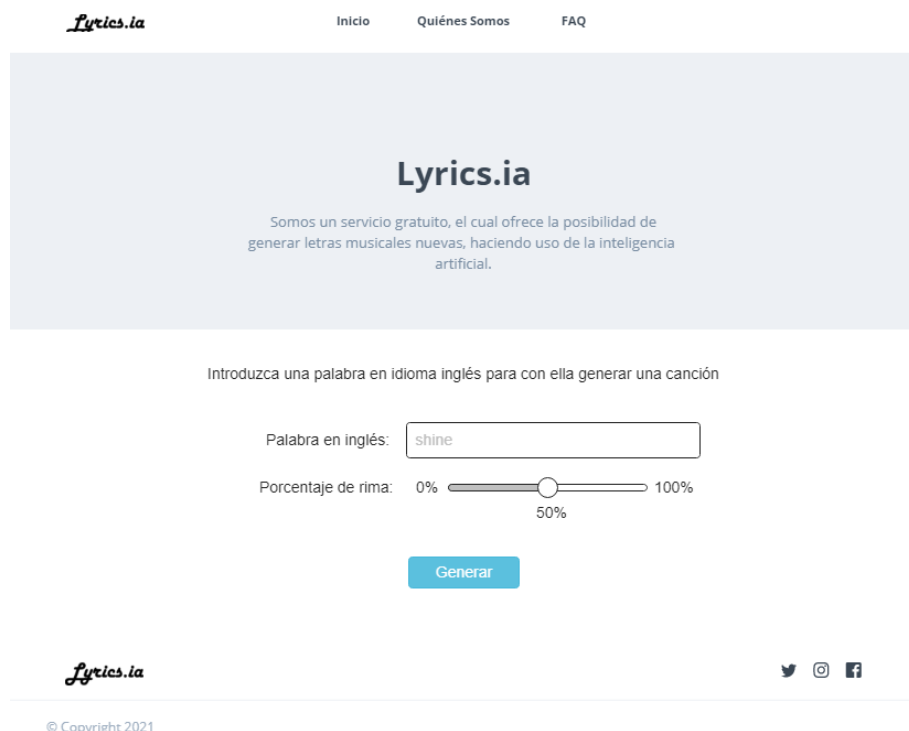 Lyrics.ia
Inicio Quiénes Somos FAQ
Lyrics.ia
Somos un servicio gratuito, el cual ofrece la posibilidad de
generar letras musicales nuevas, haciendo uso de la inteligencia
artificial.
Introduzca una palabra en idioma inglés para con ella generar una canción
Palabra en inglés: shine
Porcentaje de rima: 0% 100%
50%
Generar
Lyrics.ia
© Copyright 2021